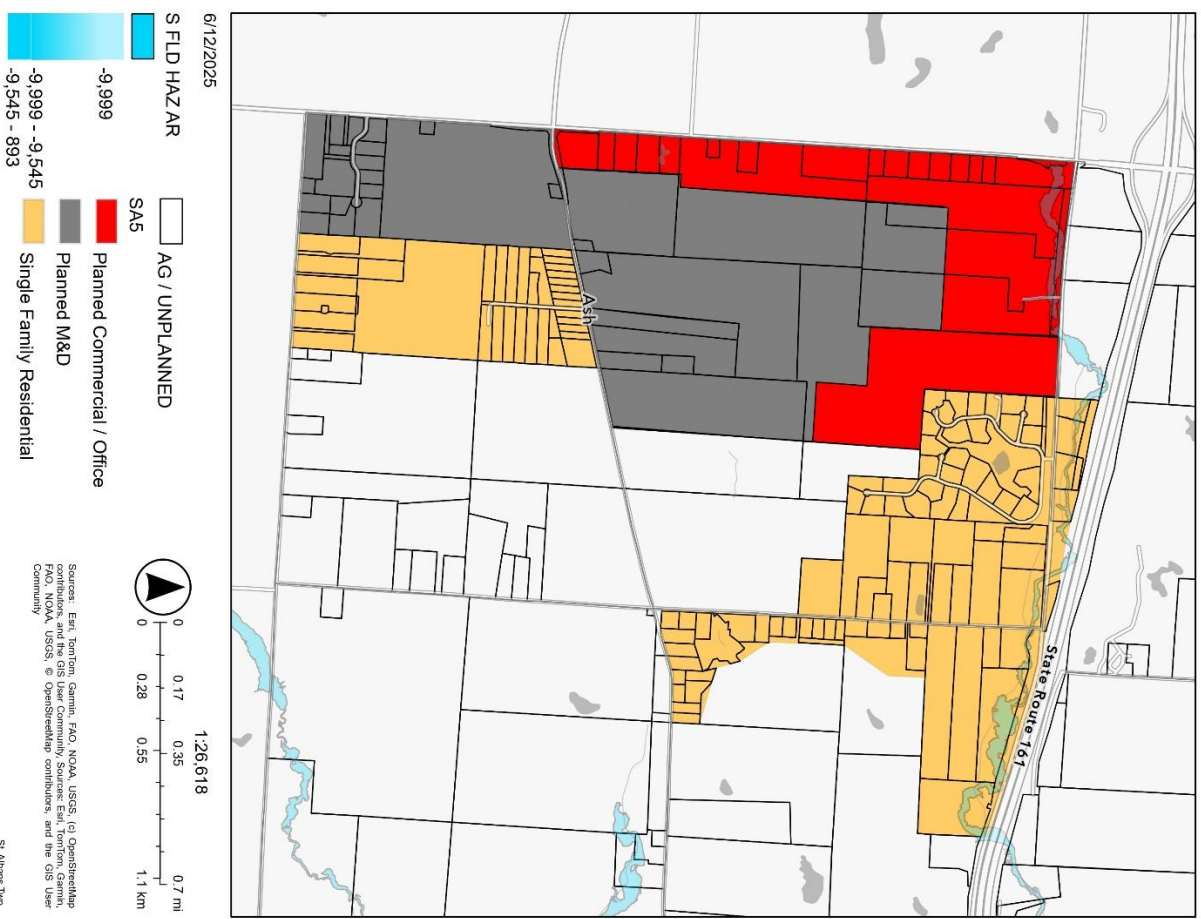 State Route 161
Ash
6/12/2025
S FLD HAZ AR
-9,999
-9,999 - -9,545
-9,545 - 893
AG / UNPLANNED
SA5
Planned Commercial / Office
Planned M&D
Single Family Residential
1:26,618
0 0.17 0.35 0.7 mi
0 0.28 0.55 1.1 km
Sources: Esri, TomTom, Garmin, FAO, NOAA, USGS, (c) OpenStreetMap
contributors, and the GIS User Community, Sources: Esri, TomTom, Garmin,
FAO, NOAA, USGS, © OpenStreetMap contributors, and the GIS User
Community